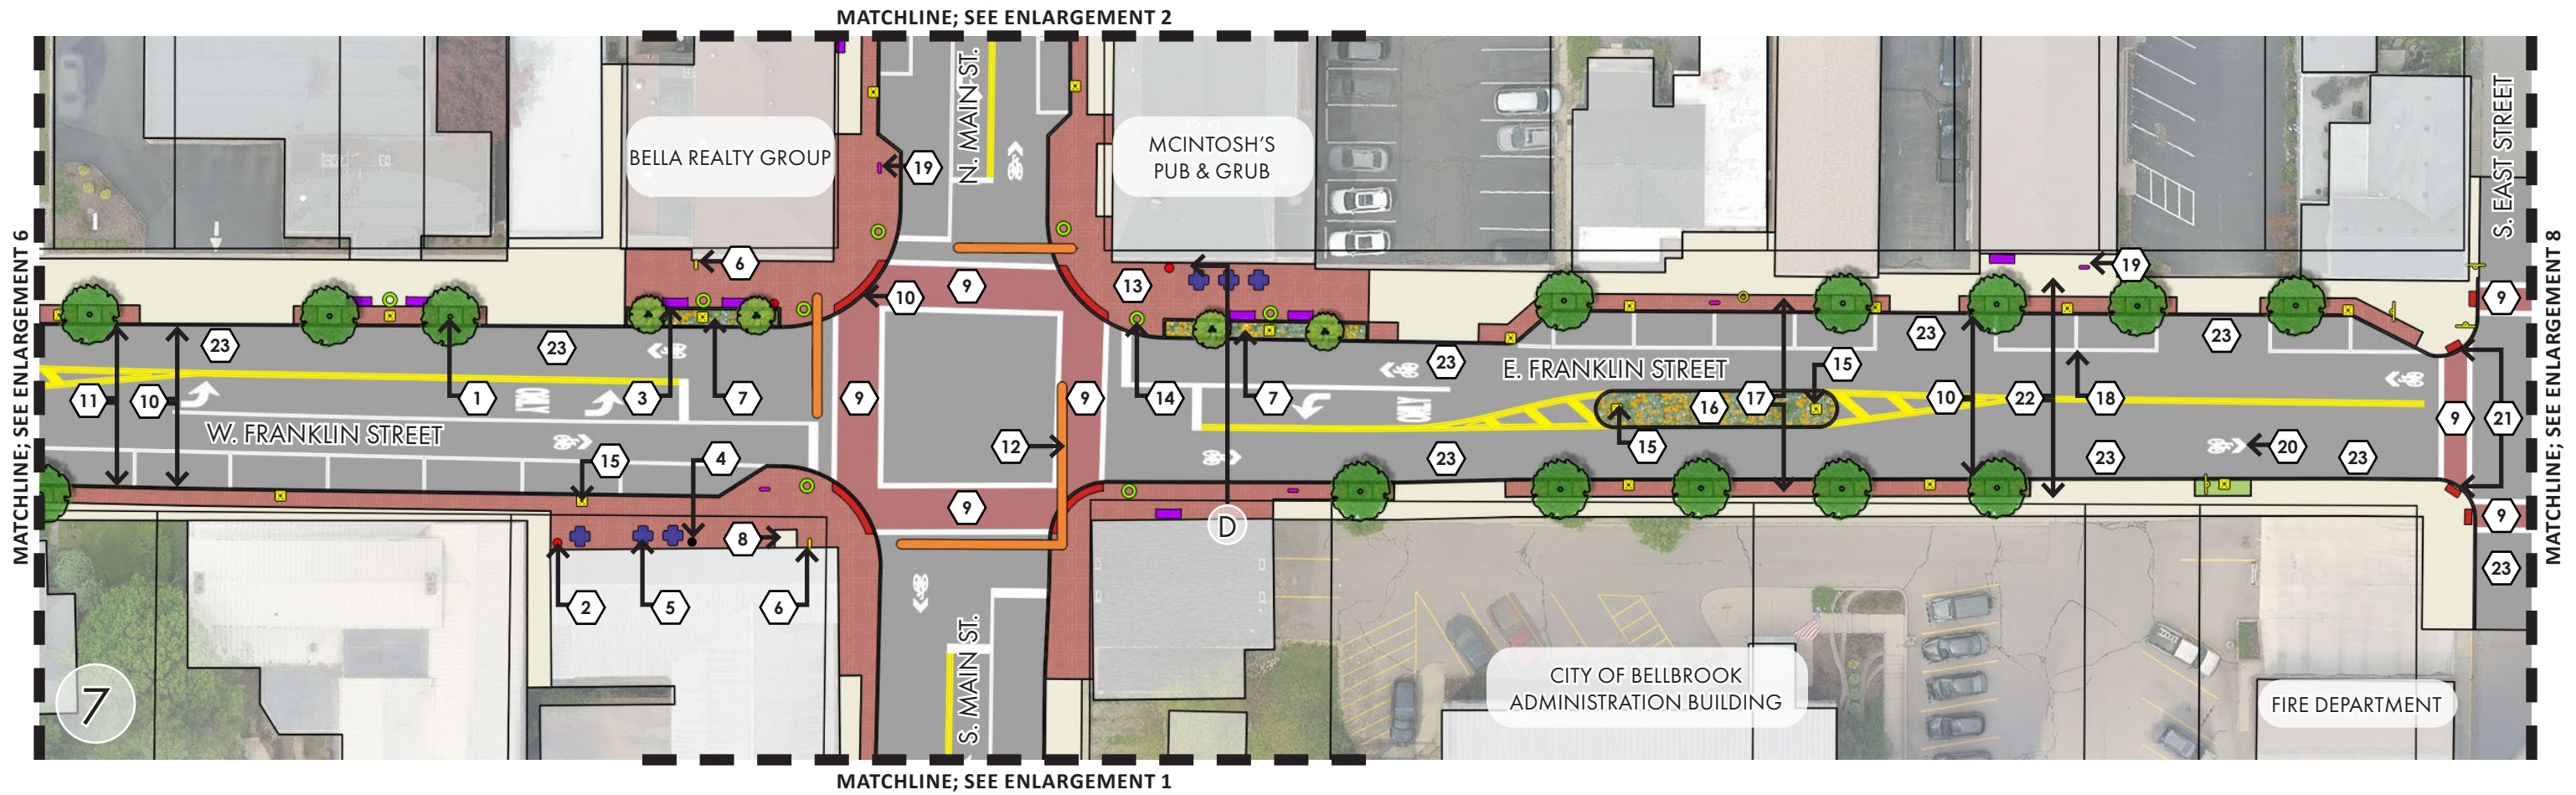 MATCHLINE; SEE ENLARGEMENT 2
MATCHLINE; SEE ENLARGEMENT 6
MATCHLINE; SEE ENLARGEMENT 8
N. MAIN ST.
S. EAST STREET
BELLA REALTY GROUP
19
MCINTOSH'S
PUB & GRUB
6
10
9
13
19
9
23
23
3
7
14
7
23
E. FRANKLIN STREET
15
23
23
11
10
1
ONLY
9
9
ONLY
16
17
10
22
18
9
21
W. FRANKLIN STREET
15
4
12
23
15
23
20
23
9
8
D
9
2
5
6
23
S. MAIN ST.
CITY OF BELLBROOK
ADMINISTRATION BUILDING
FIRE DEPARTMENT
7
MATCHLINE; SEE ENLARGEMENT 1